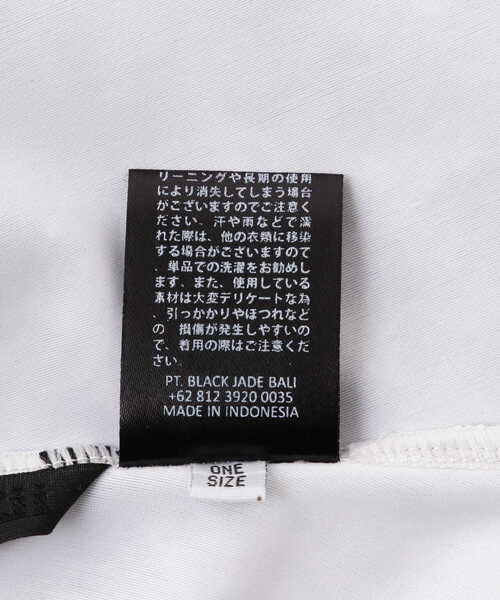 リーニングや長期の使用
により消失してしまう場合
がございますのでご注意く
ださい. 汗や雨などで濡
れた際は、他の衣類に移染
する場合がございますので
、単品での洗濯をお勧めし
ます. また、使用している
素材は大変デリケートな為
、引っかかりやほつれなど
の 損傷が発生しやすいの
で、着用の際はご注意くだ
さい.
PT. BLACK JADE BALI
+62 812 3920 0035
MADE IN INDONESIA
ONE
SIZE